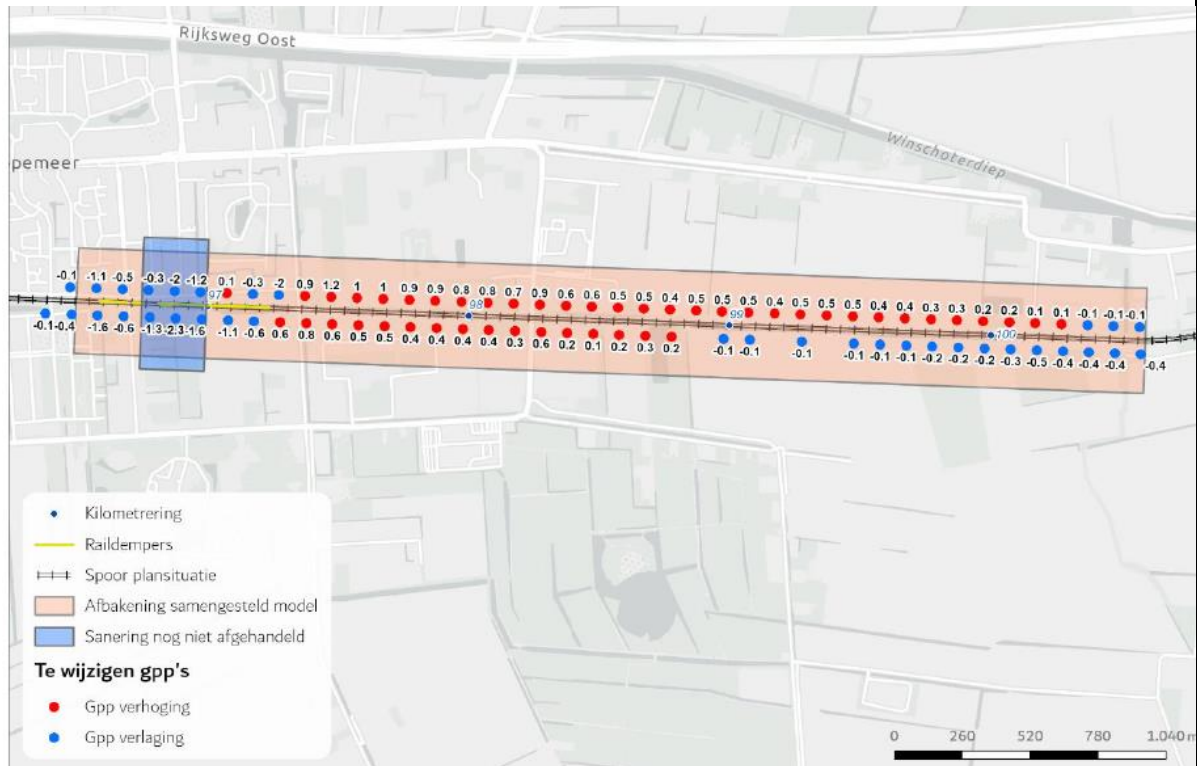 Rijksweg Oost
Winschoterdiep
pemeer
-0.1 -1.1 -0.5 -0.3 -2 -1.2 0.1 -0.3 -2 0.9 1.2 1 1 0.9 0.9 0.8 0.8 0.7 0.9 0.6 0.6 0.5 0.5 0.4 0.5 0.5 0.5 0.4 0.5 0.5 0.5 0.4 0.4 0.3 0.3 0.2 0.2 0.1 0.1 -0.1 -0.1 -0.1
97 98 99 100
-0.1 -0.4 -1.6 -0.6 -1.3 -2.3 -1.6 -1.1 -0.6 0.6 0.8 0.6 0.5 0.5 0.4 0.4 0.4 0.4 0.3 0.6 0.2 0.1 0.2 0.3 0.2 -0.1 -0.1 -0.1 -0.1 -0.1 -0.1 -0.2 -0.2 -0.2 -0.3 -0.5 -0.4 -0.4 -0.4 -0.4
Kilometrering
Raildempers
Spoor plansituatie
Afbakening samengesteld model
Sanering nog niet afgehandeld
Te wijzigen gpp's
Gpp verhoging
Gpp verlaging
0 260 520 780 1.040 m